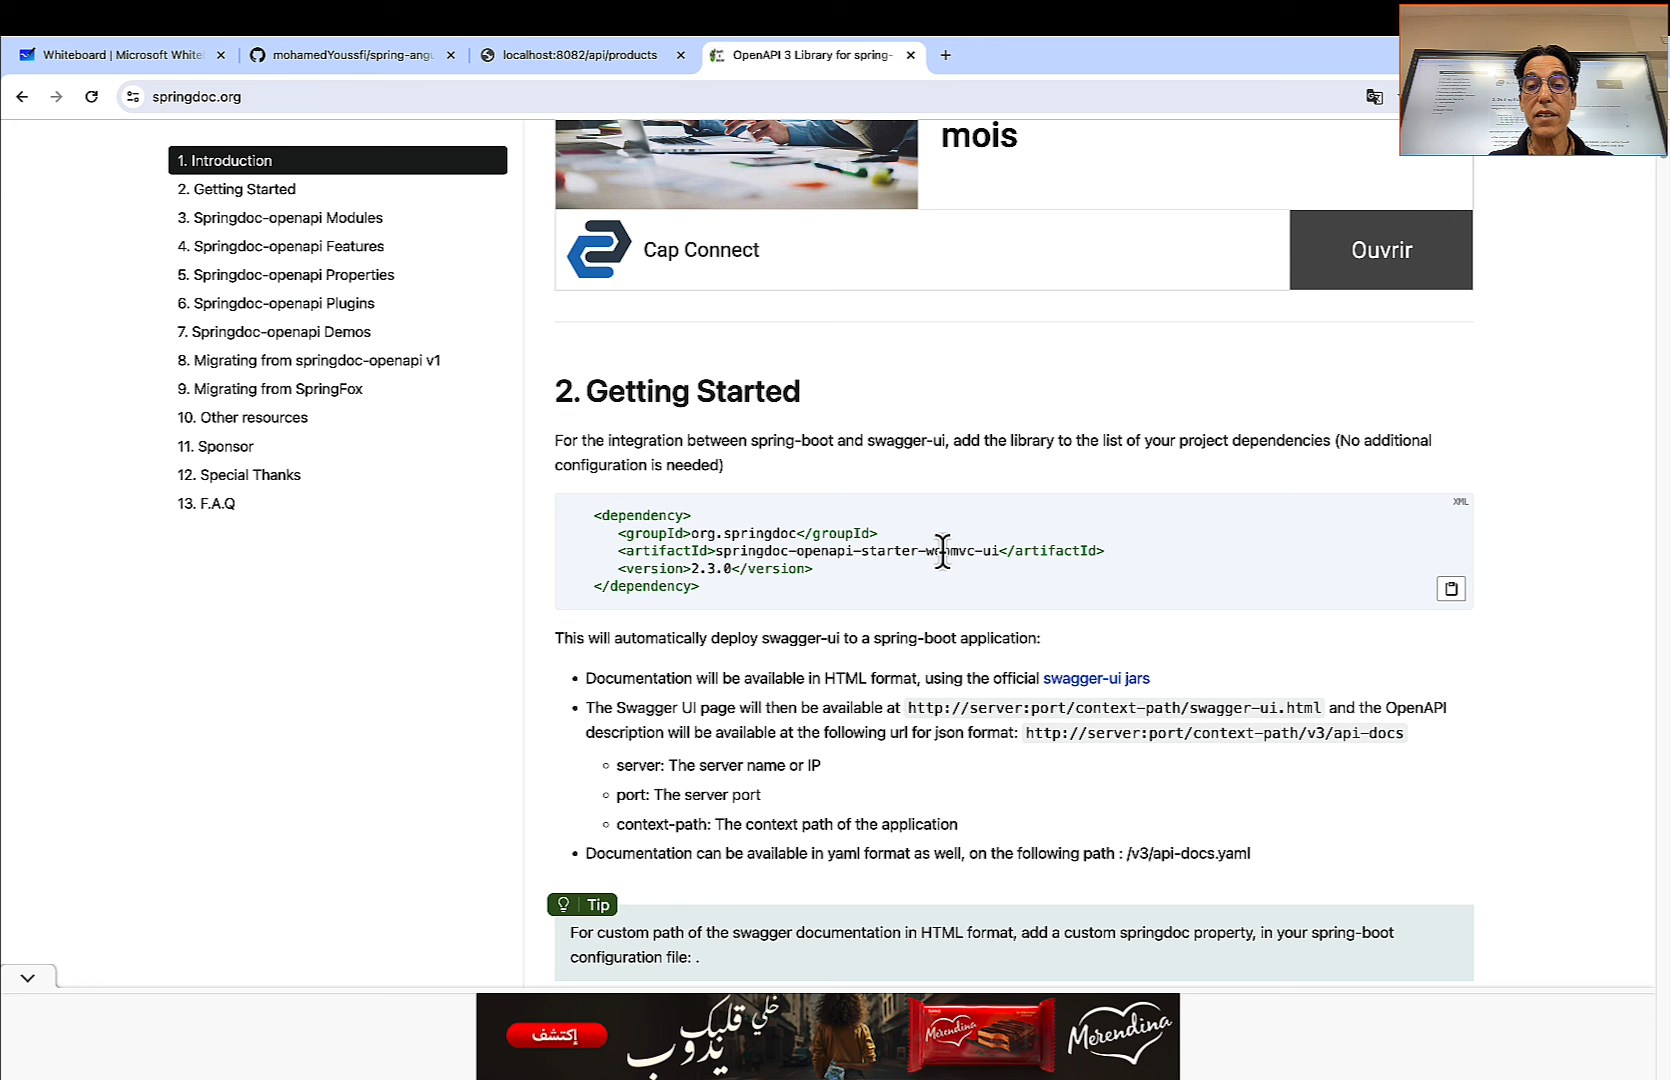 Whiteboard | Microsoft White
mohamedYoussfi/spring-angu
localhost:8082/api/products
OpenAPI 3 Library for spring-
springdoc.org
1. Introduction
2. Getting Started
3. Springdoc-openapi Modules
4. Springdoc-openapi Features
5. Springdoc-openapi Properties
6. Springdoc-openapi Plugins
7. Springdoc-openapi Demos
8. Migrating from springdoc-openapi v1
9. Migrating from SpringFox
10. Other resources
11. Sponsor
12. Special Thanks
13. F.A.Q
mois
Cap Connect
Ouvrir
2. Getting Started
For the integration between spring-boot and swagger-ui, add the library to the list of your project dependencies (No additional
configuration is needed)
XML
<dependency>
<groupId>org.springdoc</groupId>
<artifactId>springdoc-openapi-starter-webmvc-ui</artifactId>
<version>2.3.0</version>
</dependency>
This will automatically deploy swagger-ui to a spring-boot application:
• Documentation will be available in HTML format, using the official swagger-ui jars
• The Swagger UI page will then be available at http://server:port/context-path/swagger-ui.html and the OpenAPI
description will be available at the following url for json format: http://server:port/context-path/v3/api-docs
◦ server: The server name or IP
◦ port: The server port
◦ context-path: The context path of the application
• Documentation can be available in yaml format as well, on the following path : /v3/api-docs.yaml
Tip
For custom path of the swagger documentation in HTML format, add a custom springdoc property, in your spring-boot
configuration file: .
إكتشف
خلي قلبك
يذوب
Merendina
Merendina